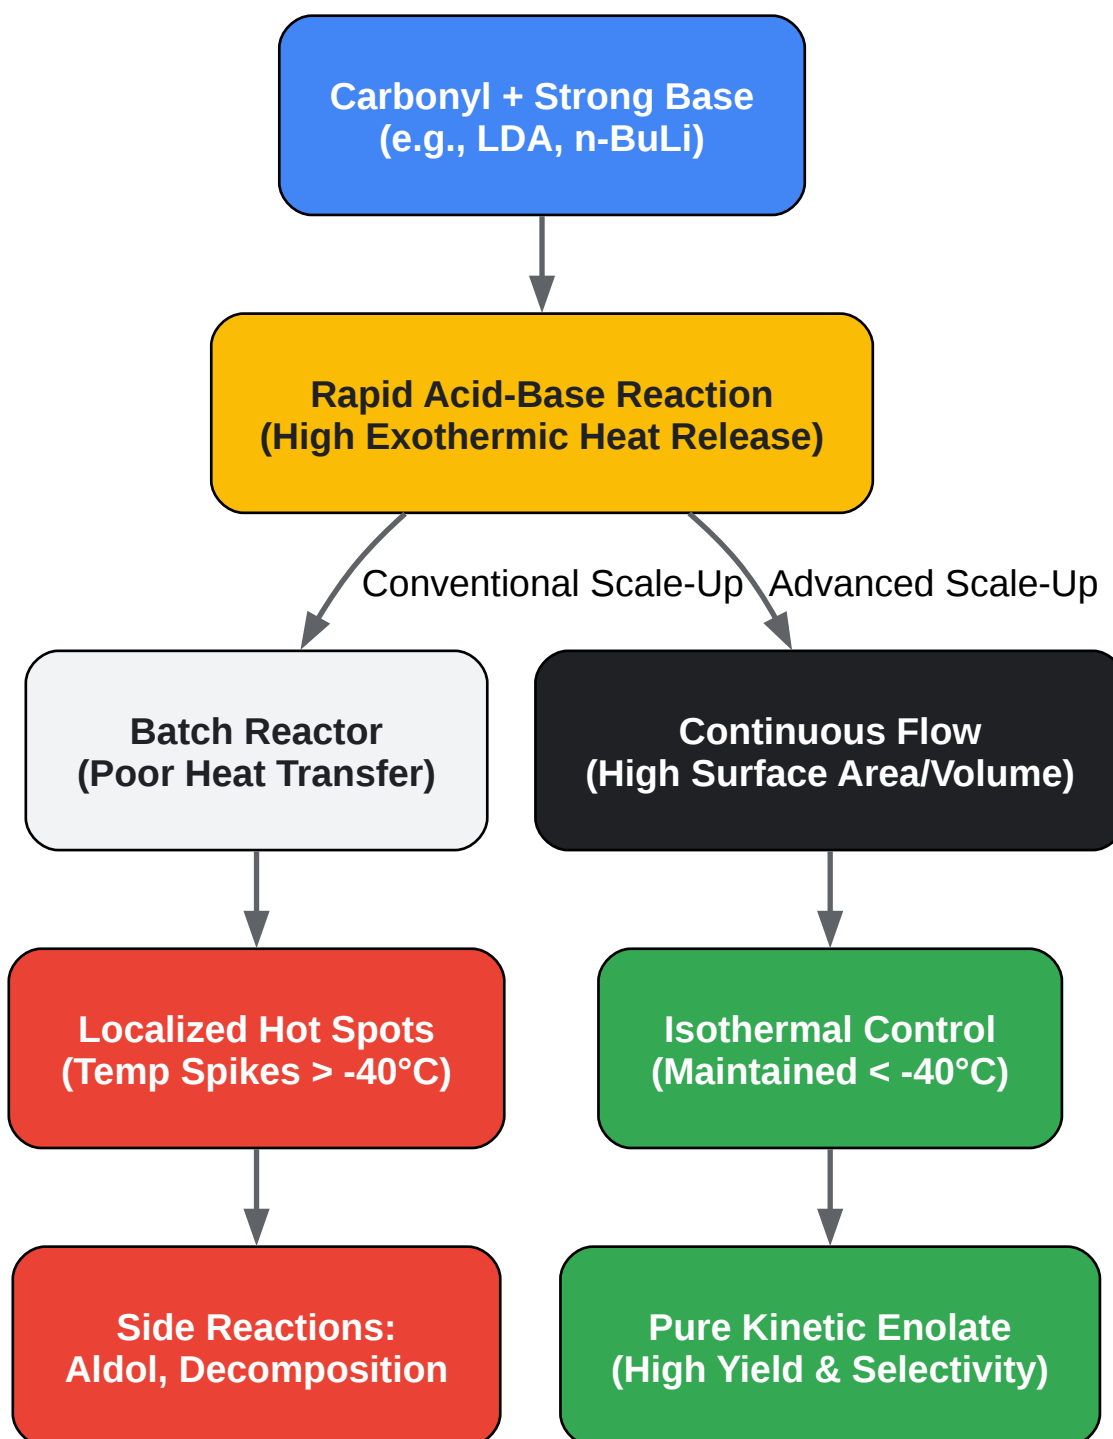 Carbonyl + Strong Base
(e.g., LDA, n-BuLi)
Rapid Acid-Base Reaction
(High Exothermic Heat Release)
Conventional Scale-Up
Advanced Scale-Up
Batch Reactor
(Poor Heat Transfer)
Continuous Flow
(High Surface Area/Volume)
Localized Hot Spots
(Temp Spikes > -40°C)
Isothermal Control
(Maintained < -40°C)
Side Reactions:
Aldol, Decomposition
Pure Kinetic Enolate
(High Yield & Selectivity)